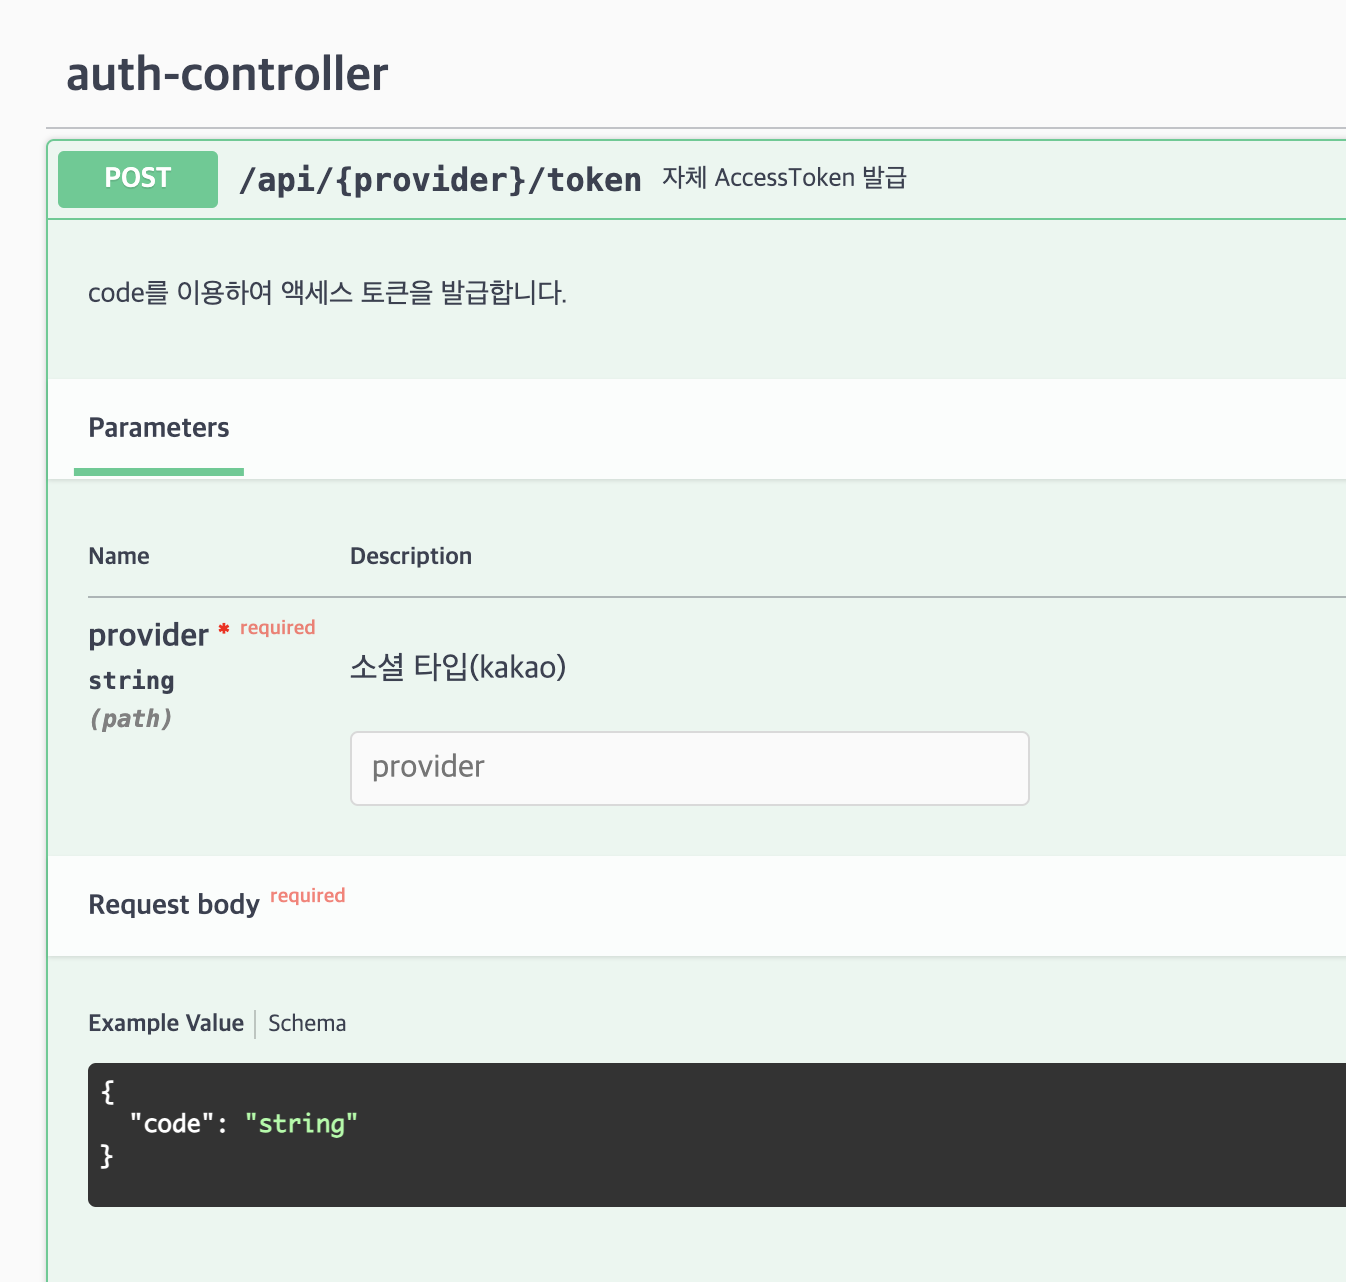 auth-controller
POST /api/{provider}/token 자체 AccessToken 발급
code를 이용하여 액세스 토큰을 발급합니다.
Parameters
Name Description
provider * required
string
(path)
소셜 타입(kakao)
provider
Request body required
Example Value Schema
{
"code": "string"
}